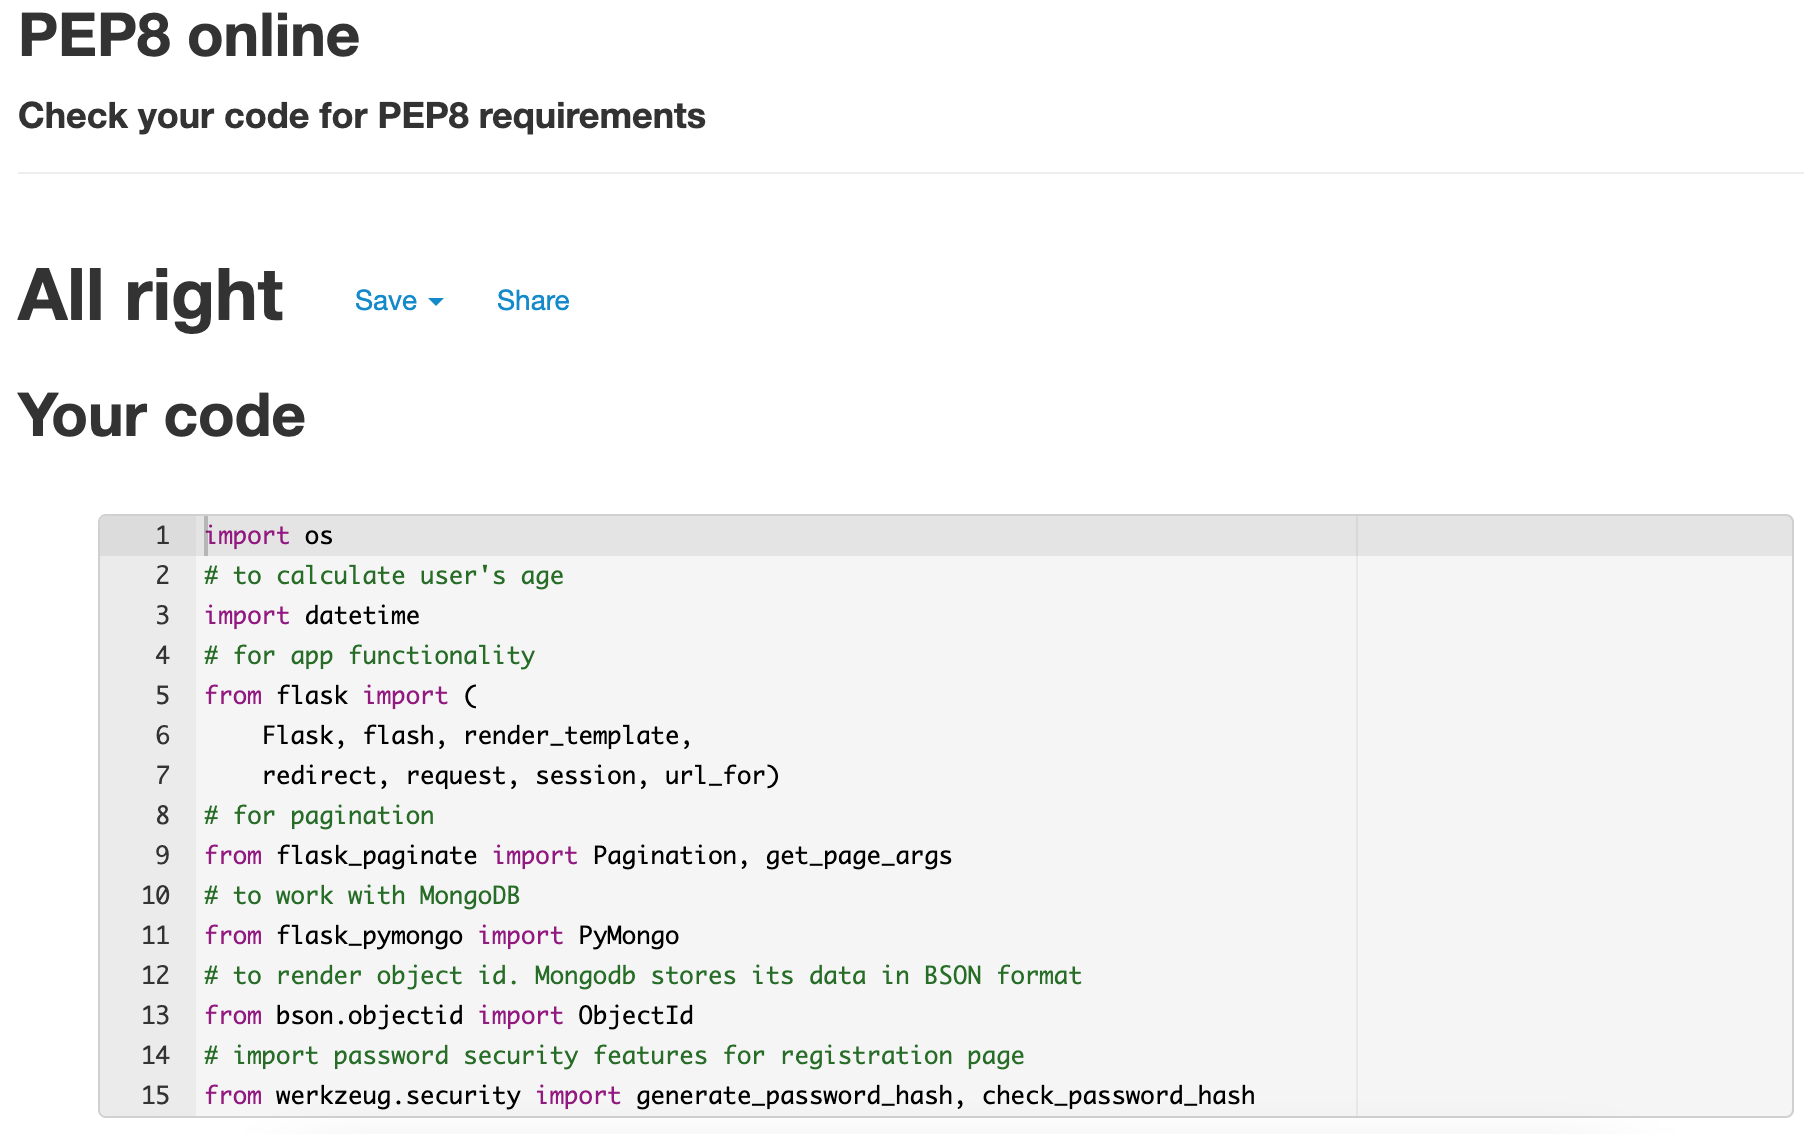 PEP8 online
Check your code for PEP8 requirements
All right Save Share
Your code
1 import os
2 # to calculate user's age
3 import datetime
4 # for app functionality
5 from flask import (
6     Flask, flash, render_template,
7     redirect, request, session, url_for)
8 # for pagination
9 from flask_paginate import Pagination, get_page_args
10 # to work with MongoDB
11 from flask_pymongo import PyMongo
12 # to render object id. Mongodb stores its data in BSON format
13 from bson.objectid import ObjectId
14 # import password security features for registration page
15 from werkzeug.security import generate_password_hash, check_password_hash